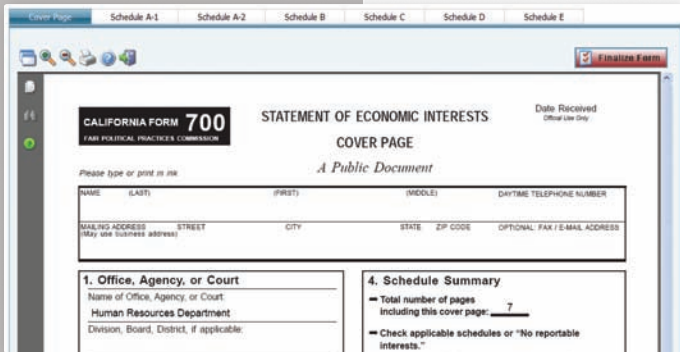 Cover Page Schedule A-1 Schedule A-2 Schedule B Schedule C Schedule D Schedule E
Finalize Form
CALIFORNIA FORM 700
FAIR POLITICAL PRACTICES COMMISSION
STATEMENT OF ECONOMIC INTERESTS
COVER PAGE
A Public Document
Date Received
Official Use Only
Please type or print in ink
NAME (LAST) (FIRST) (MIDDLE) DAYTIME TELEPHONE NUMBER
MAILING ADDRESS STREET CITY STATE ZIP CODE OPTIONAL: FAX / E-MAIL ADDRESS
(May use business address)
1. Office, Agency, or Court
Name of Office, Agency, or Court:
Human Resources Department
Division, Board, District, if applicable:
4. Schedule Summary
Total number of pages
including this cover page: 7
Check applicable schedules or "No reportable
interests."